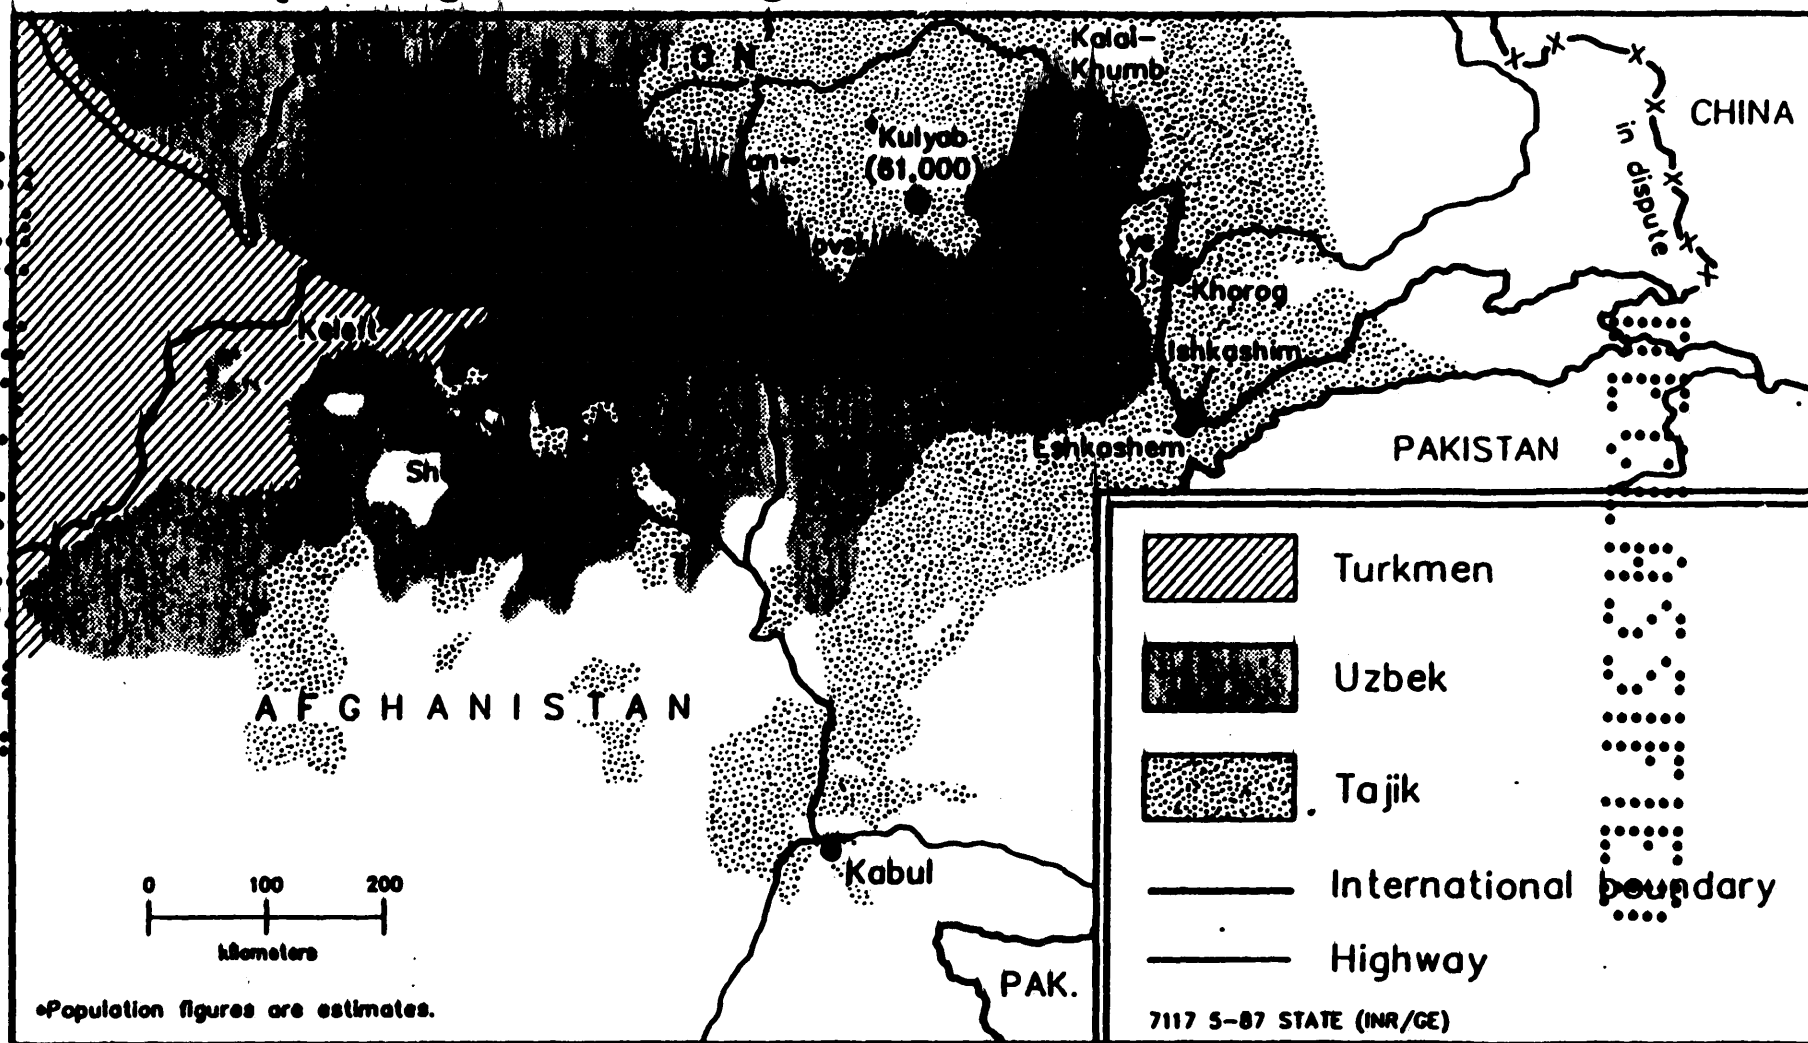 I O N
Kalai-
Khumb
CHINA
Kulyab
(61,000)
in dispute
Khorog
Keleft
Ishkashim
Eshkashem
PAKISTAN
Sh
Turkmen
Uzbek
AFGHANISTAN
Tajik
Kabul
0 100 200
kilometers
International boundary
Highway
PAK.
*Population figures are estimates.
7117 5-87 STATE (INR/GE)